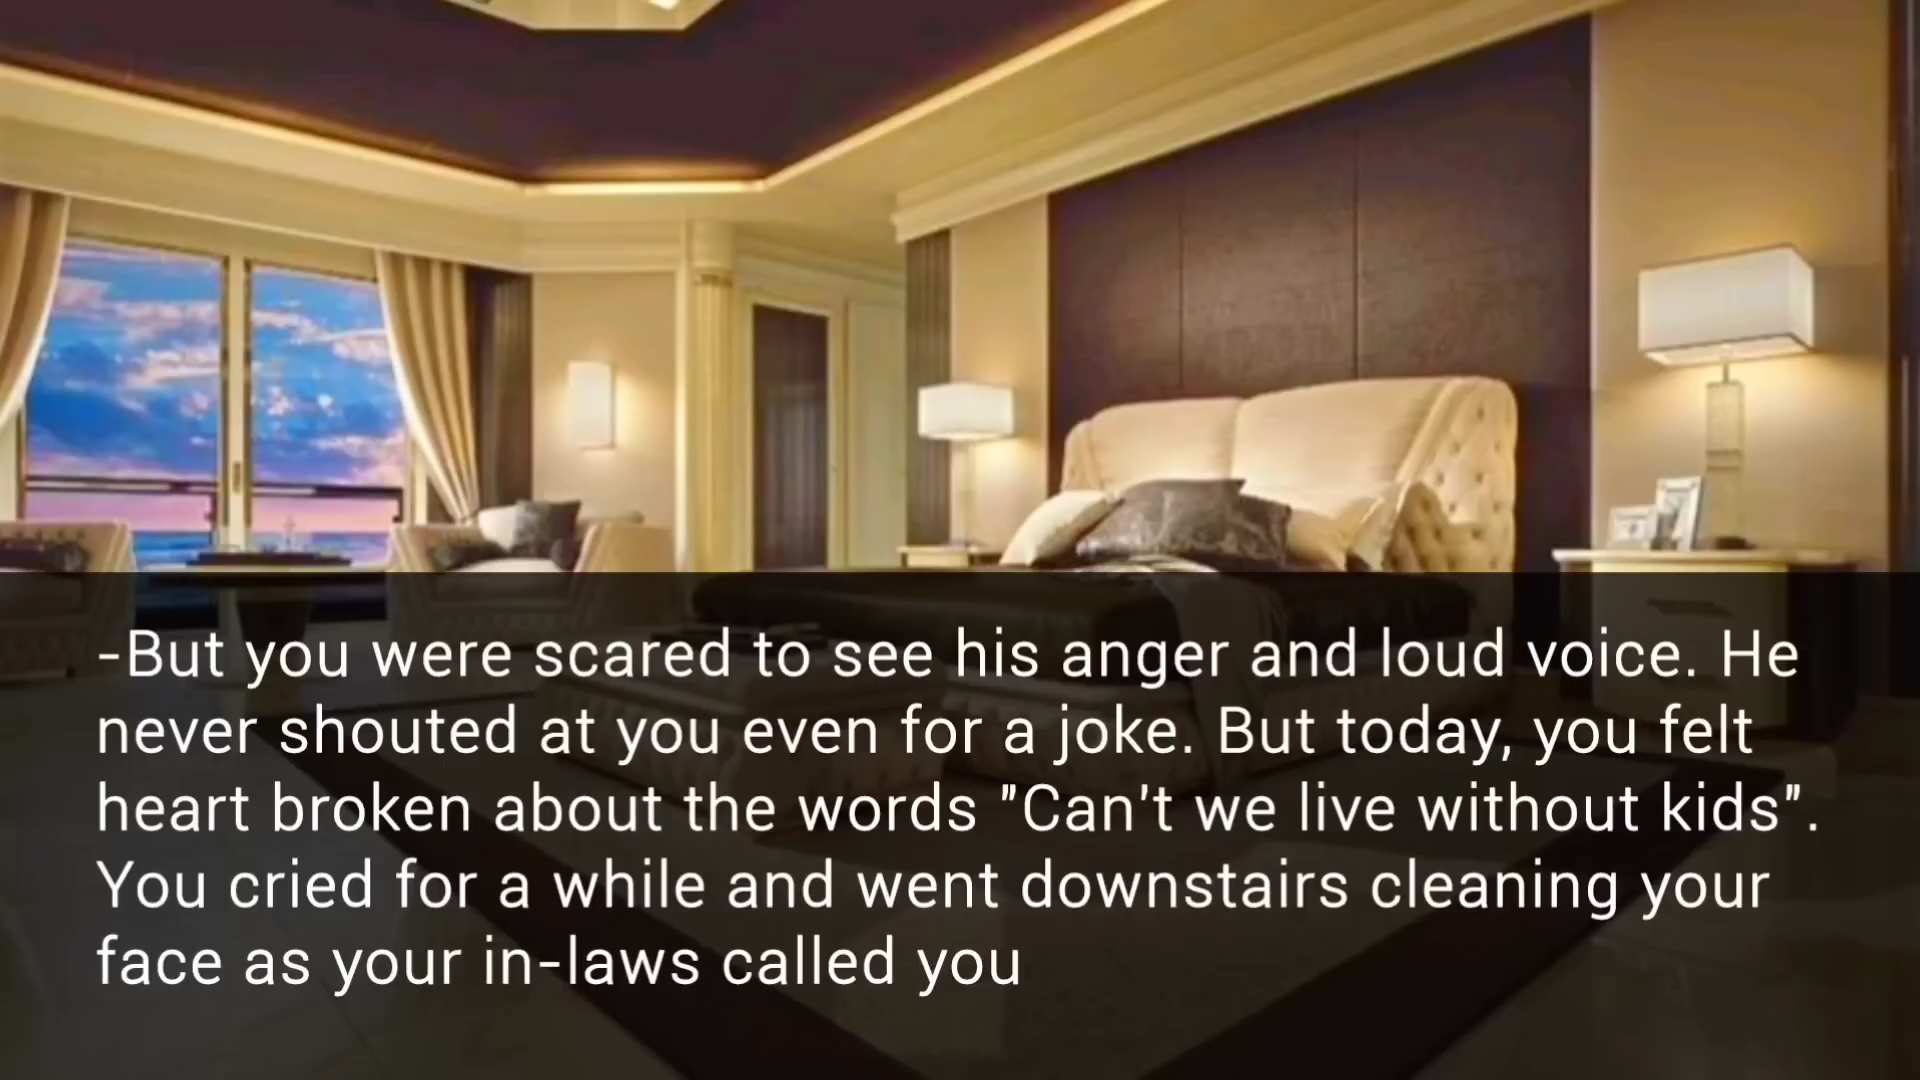 -But you were scared to see his anger and loud voice. He
never shouted at you even for a joke. But today, you felt
heart broken about the words "Can't we live without kids".
You cried for a while and went downstairs cleaning your
face as your in-laws called you